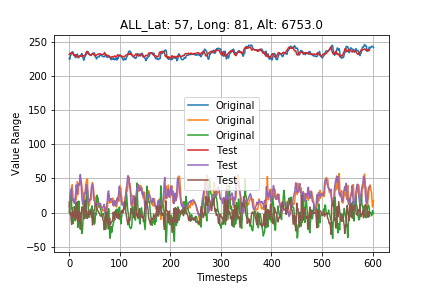 ALL_Lat: 57, Long: 81, Alt: 6753.0
250
200
150
100
50
0
−50
Value Range
Original
Original
Original
Test
Test
Test
0 100 200 300 400 500 600
Timesteps